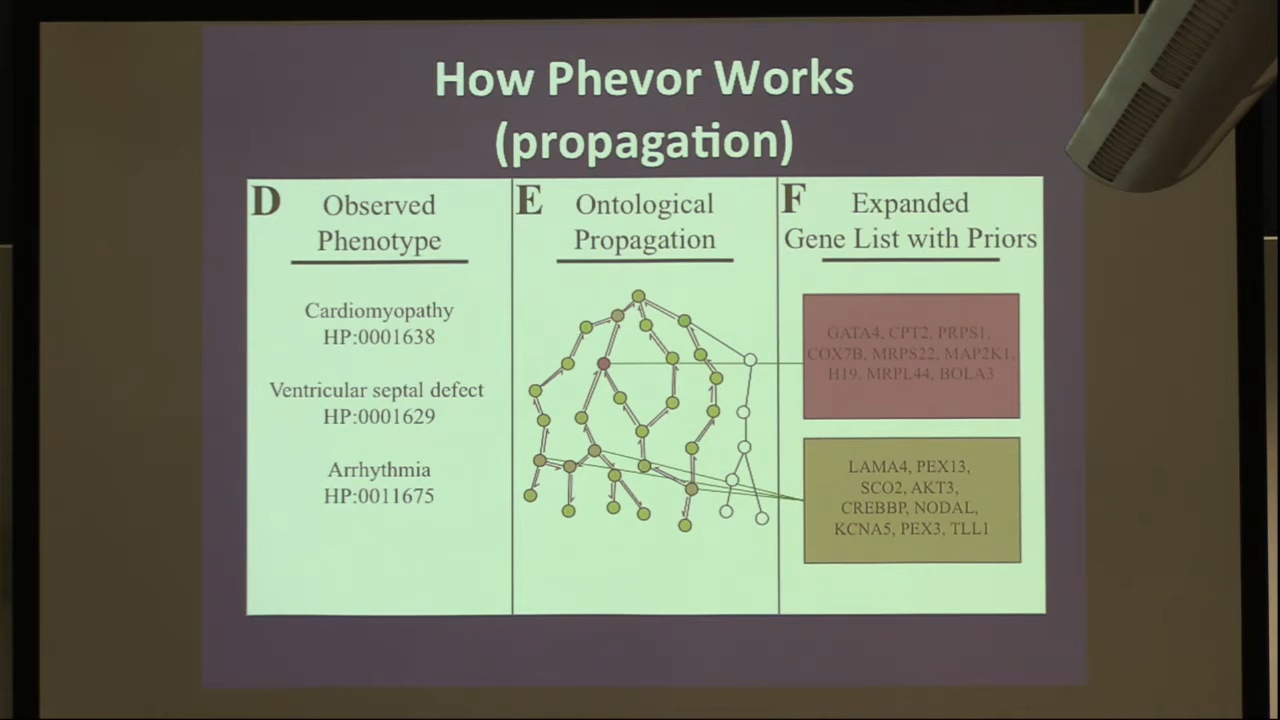 How Phevor Works
(propagation)
D
Observed
Phenotype
Cardiomyopathy
HP:0001638
Ventricular septal defect
HP:0001629
Arrhythmia
HP:0011675
E
Ontological
Propagation
F
Expanded
Gene List with Priors
GATA4, CPT2, PRPS1,
COX7B, MRPS22, MAP2K1,
H19, MRPL44, BOLA3
LAMA4, PEX13,
SCO2, AKT3,
CREBBP, NODAL,
KCNA5, PEX3, TLL1